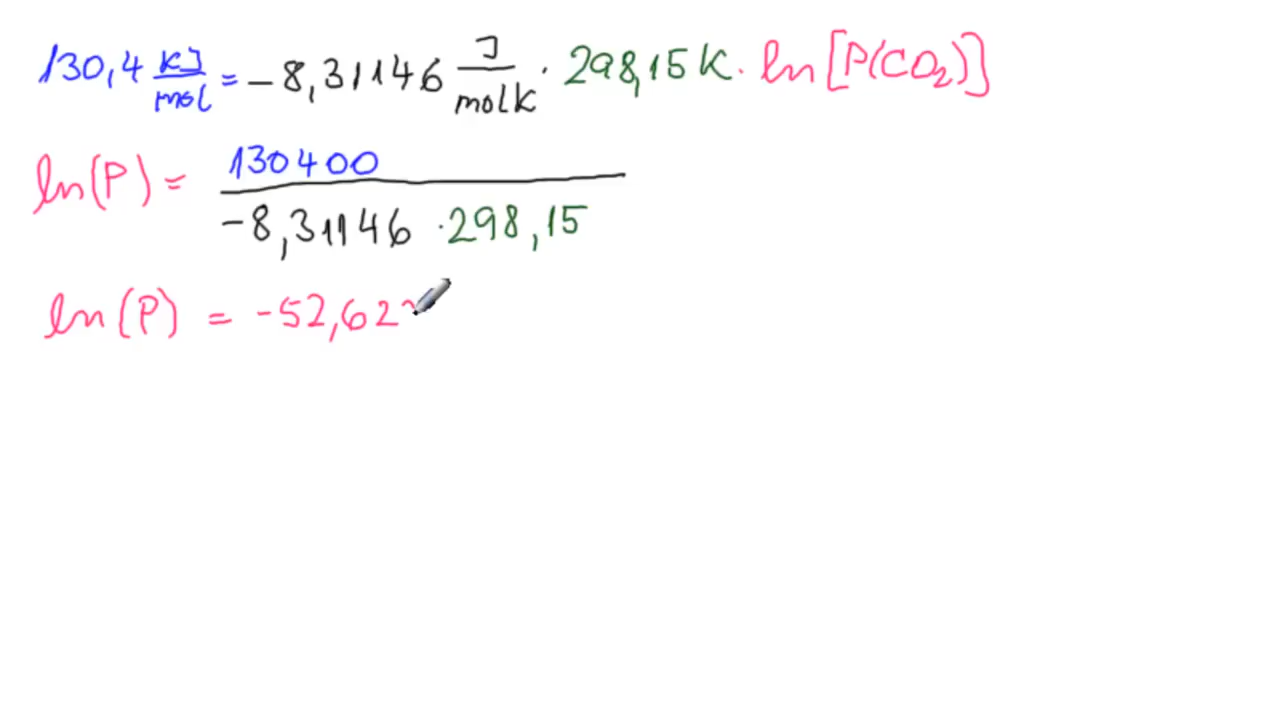 130,4 kJ/mol = -8,31146 J/molK · 298,15K · ln[P(CO₂)]
ln(P) = 130400 / -8,31146 · 298,15
ln(P) = -52,62